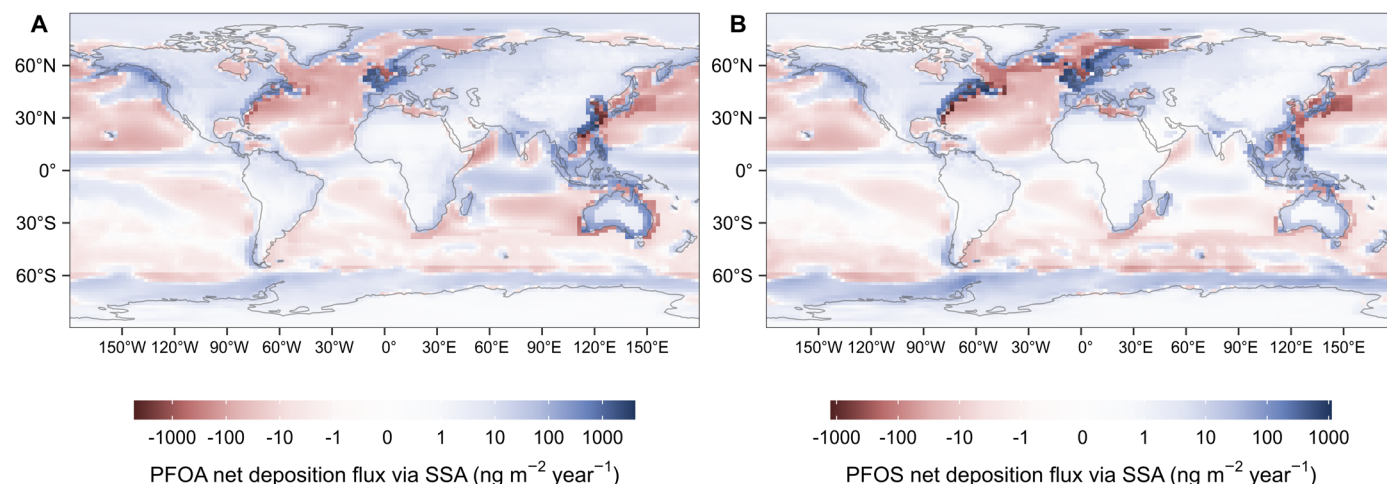 A
B
60°N
30°N
0°
30°S
60°S
150°W 120°W 90°W 60°W 30°W 0° 30°E 60°E 90°E 120°E 150°E
60°N
30°N
0°
30°S
60°S
150°W 120°W 90°W 60°W 30°W 0° 30°E 60°E 90°E 120°E 150°E
-1000 -100 -10 -1 0 1 10 100 1000
PFOA net deposition flux via SSA (ng m⁻² year⁻¹)
-1000 -100 -10 -1 0 1 10 100 1000
PFOS net deposition flux via SSA (ng m⁻² year⁻¹)